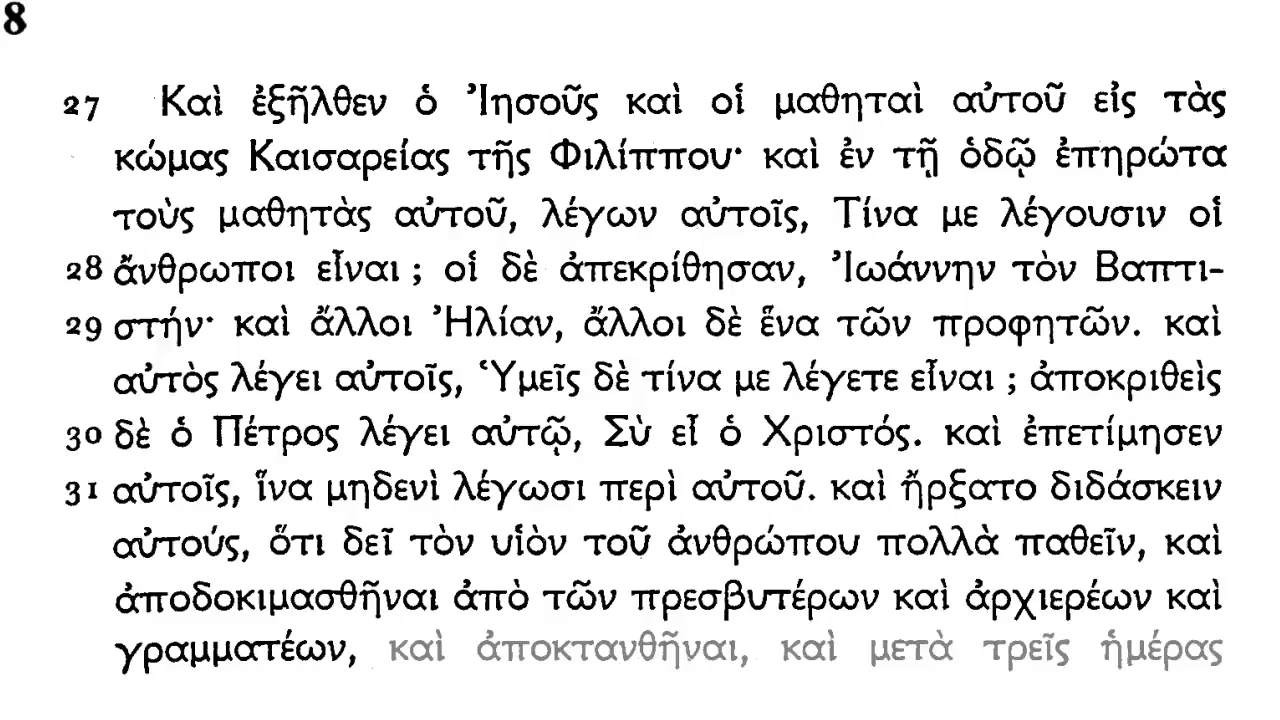 8
27 Καὶ ἐξῆλθεν ὁ Ἰησοῦς καὶ οἱ μαθηταὶ αὐτοῦ εἰς τὰς
κώμας Καισαρείας τῆς Φιλίππου· καὶ ἐν τῇ ὁδῷ ἐπηρώτα
τοὺς μαθητὰς αὐτοῦ, λέγων αὐτοῖς, Τίνα με λέγουσιν οἱ
28 ἄνθρωποι εἶναι ; οἱ δὲ ἀπεκρίθησαν, Ἰωάννην τὸν Βαπτι-
29 στήν· καὶ ἄλλοι Ἠλίαν, ἄλλοι δὲ ἕνα τῶν προφητῶν. καὶ
αὐτὸς λέγει αὐτοῖς, Ὑμεῖς δὲ τίνα με λέγετε εἶναι ; ἀποκριθεὶς
30 δὲ ὁ Πέτρος λέγει αὐτῷ, Σὺ εἶ ὁ Χριστός. καὶ ἐπετίμησεν
31 αὐτοῖς, ἵνα μηδενὶ λέγωσι περὶ αὐτοῦ. καὶ ἤρξατο διδάσκειν
αὐτούς, ὅτι δεῖ τὸν υἱὸν τοῦ ἀνθρώπου πολλὰ παθεῖν, καὶ
ἀποδοκιμασθῆναι ἀπὸ τῶν πρεσβυτέρων καὶ ἀρχιερέων καὶ
γραμματέων, καὶ ἀποκτανθῆναι, καὶ μετὰ τρεῖς ἡμέρας